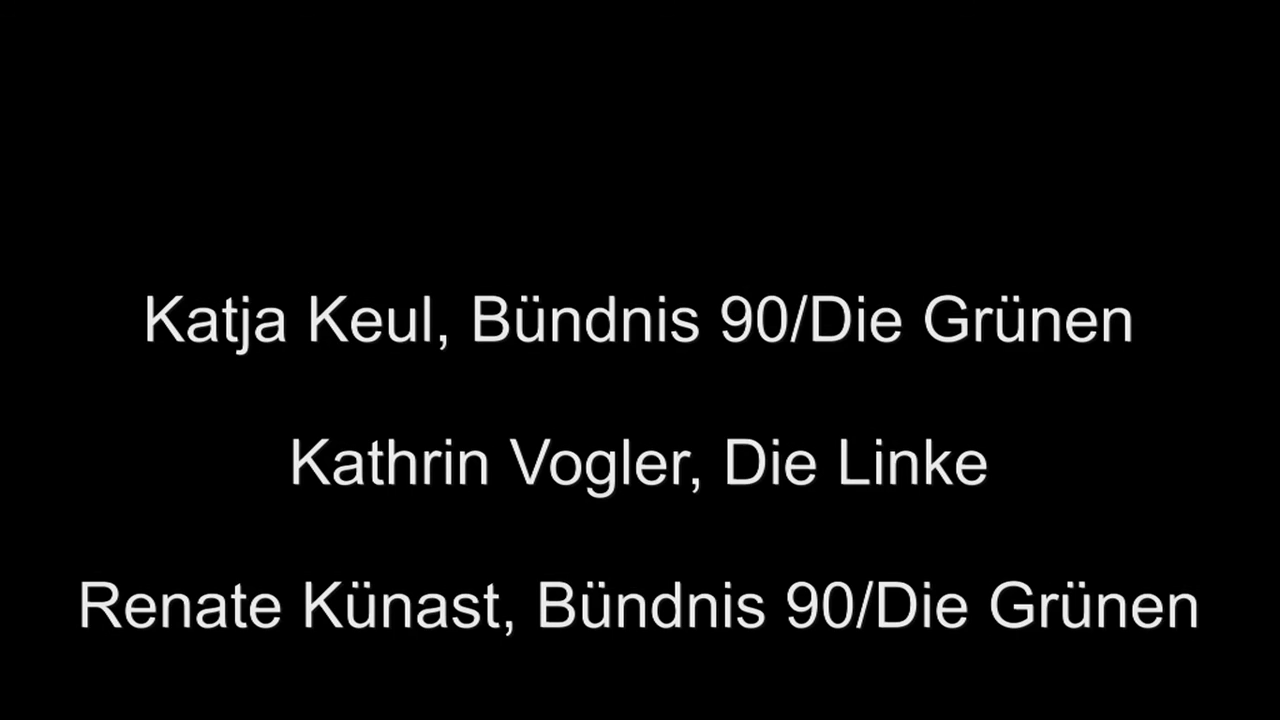 Katja Keul, Bündnis 90/Die Grünen
Kathrin Vogler, Die Linke
Renate Künast, Bündnis 90/Die Grünen